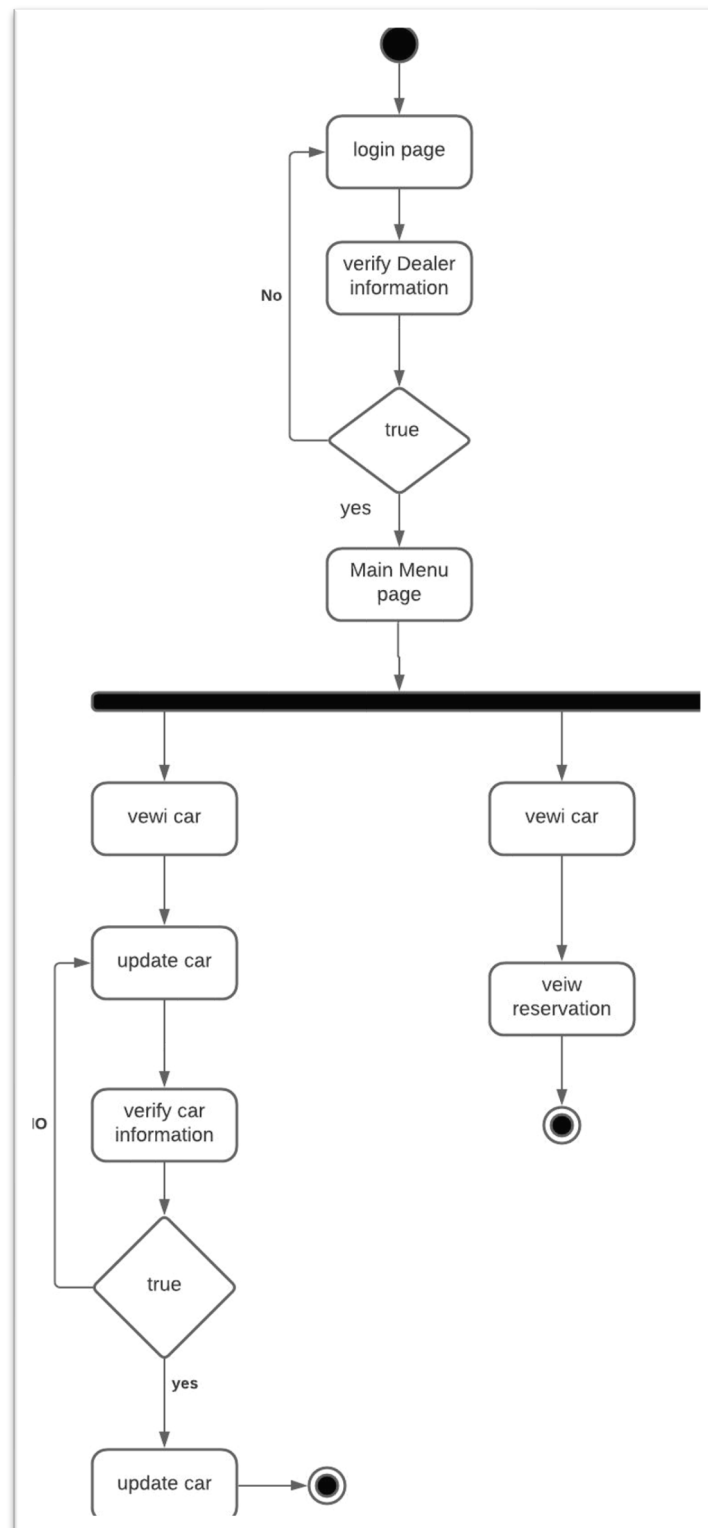 login page
verify Dealer
information
No
true
yes
Main Menu
page
vewi car
vewi car
update car
veiw
reservation
verify car
information
true
yes
update car